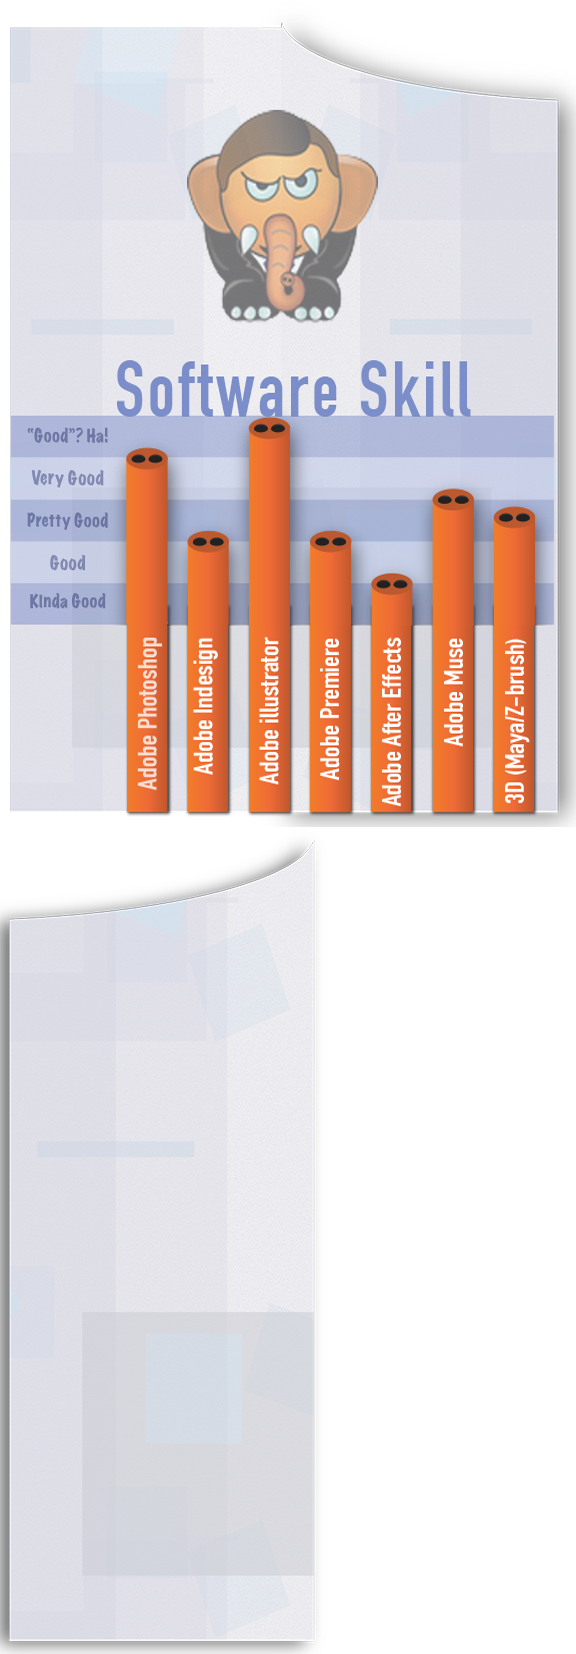 Software Skill
"Good"? Ha!
Very Good
Pretty Good
Good
Kinda Good
Adobe Photoshop
Adobe Indesign
Adobe illustrator
Adobe Premiere
Adobe After Effects
Adobe Muse
3D (Maya/Z-brush)